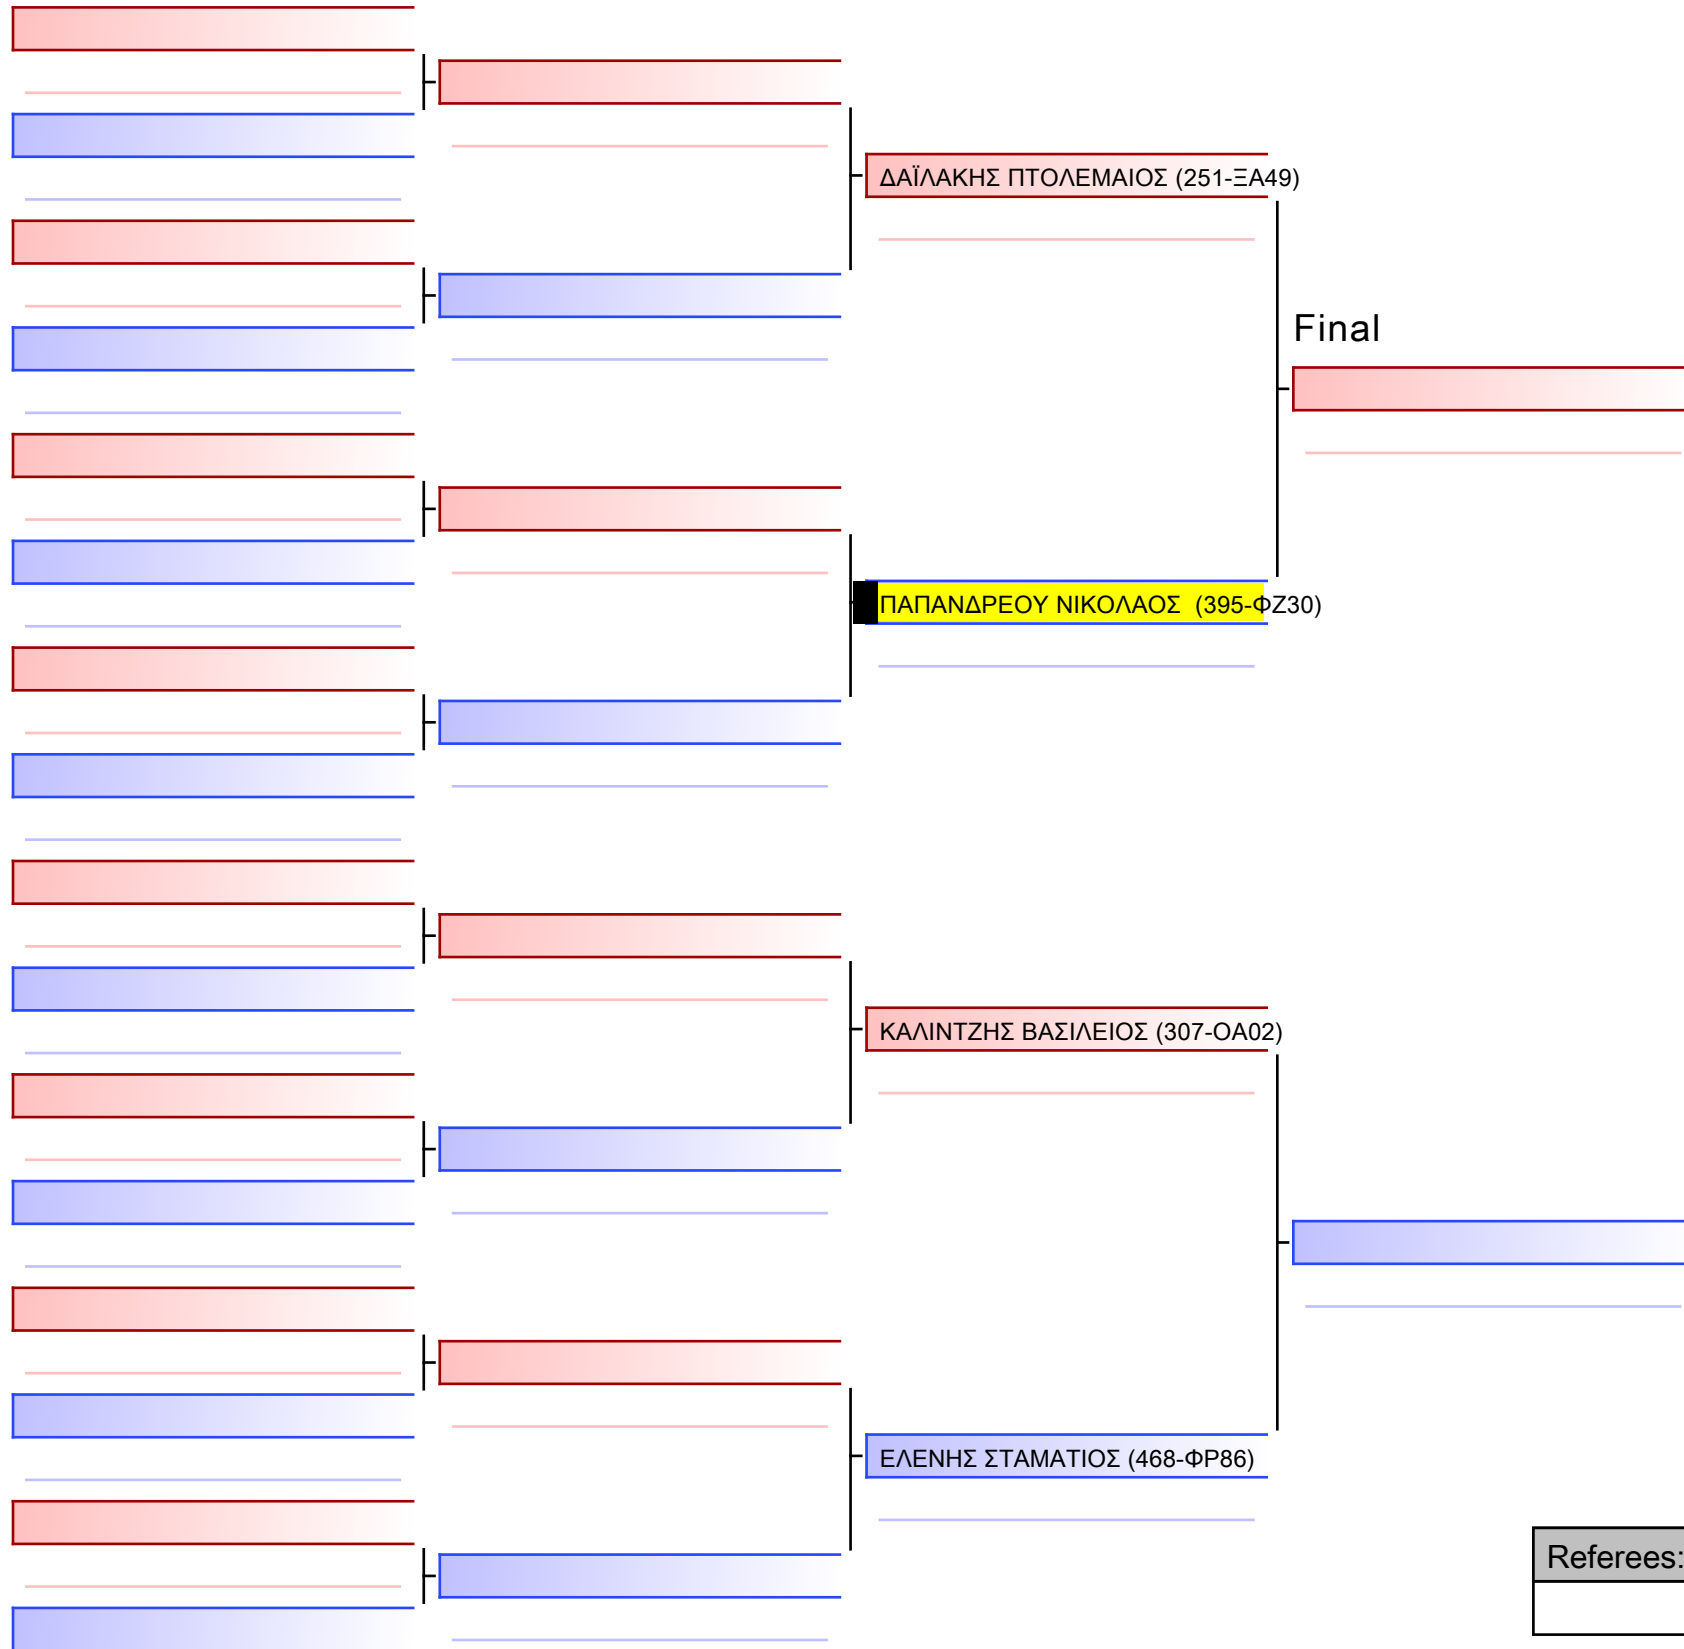 ΔΑΪΛΑΚΗΣ ΠΤΟΛΕΜΑΙΟΣ (251-ΞΑ49)
Final
ΠΑΠΑΝΔΡΕΟΥ ΝΙΚΟΛΑΟΣ (395-ΦΖ30)
ΚΑΛΙΝΤΖΗΣ ΒΑΣΙΛΕΙΟΣ (307-ΟΑ02)
ΕΛΕΝΗΣ ΣΤΑΜΑΤΙΟΣ (468-ΦΡ86)
Referees: